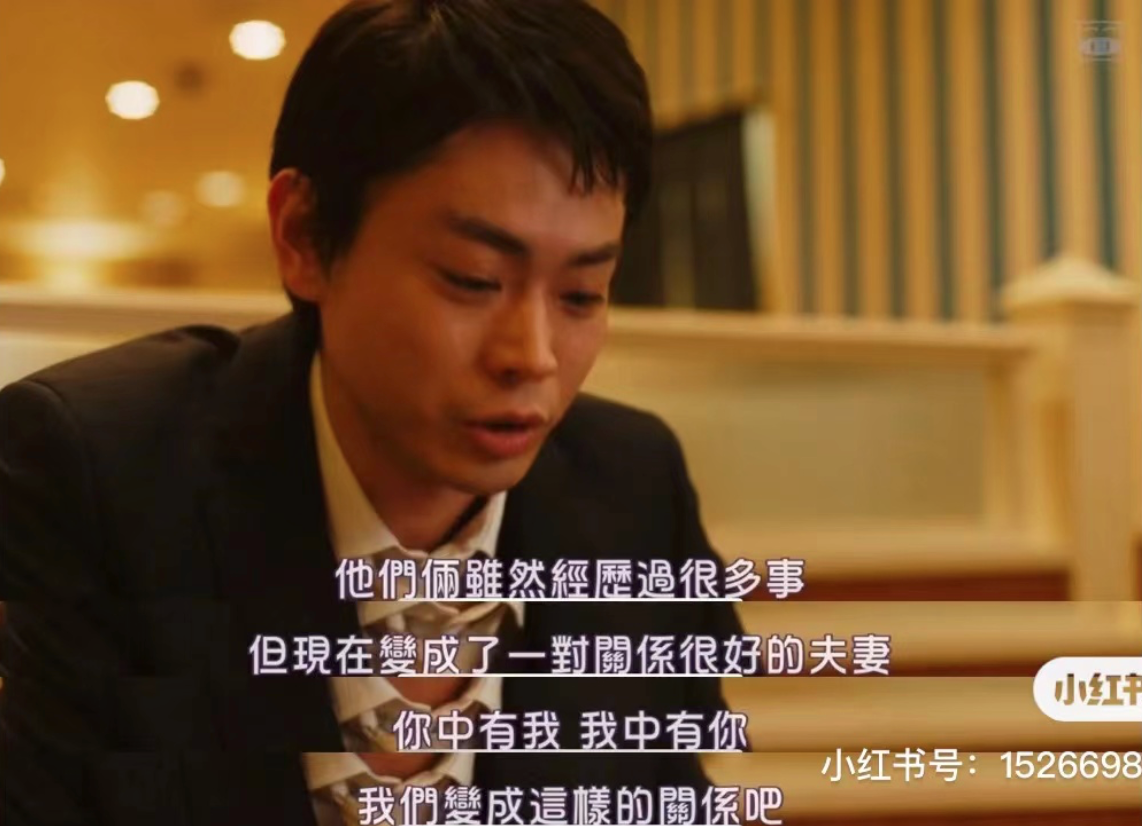 他們倆雖然經歷過很多事
但現在變成了一對關係很好的夫妻
你中有我 我中有你
小红书
小红书号：1526698
我們變成這樣的關係吧